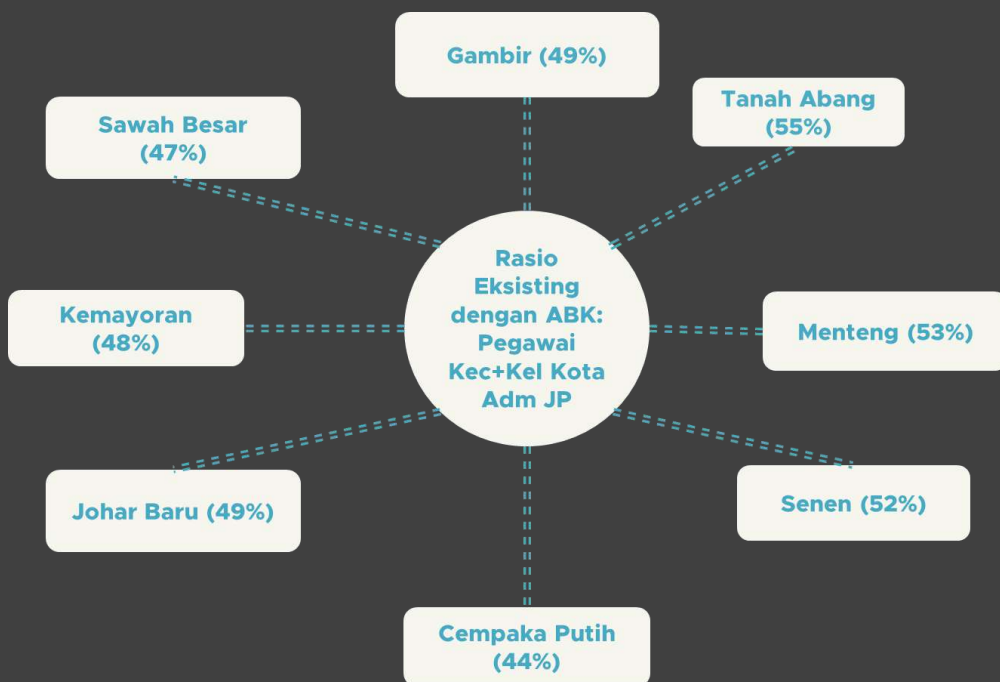 Gambir (49%)
Tanah Abang
(55%)
Sawah Besar
(47%)
Rasio
Eksisting
dengan ABK:
Pegawai
Kec+Kel Kota
Adm JP
Kemayoran
(48%)
Menteng (53%)
Johar Baru (49%)
Senen (52%)
Cempaka Putih
(44%)